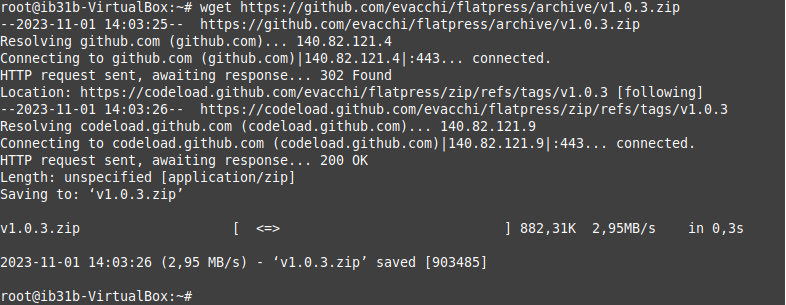 root@ib31b-VirtualBox:~# wget https://github.com/evacchi/flatpress/archive/v1.0.3.zip
--2023-11-01 14:03:25--  https://github.com/evacchi/flatpress/archive/v1.0.3.zip
Resolving github.com (github.com)... 140.82.121.4
Connecting to github.com (github.com)|140.82.121.4|:443... connected.
HTTP request sent, awaiting response... 302 Found
Location: https://codeload.github.com/evacchi/flatpress/zip/refs/tags/v1.0.3 [following]
--2023-11-01 14:03:26--  https://codeload.github.com/evacchi/flatpress/zip/refs/tags/v1.0.3
Resolving codeload.github.com (codeload.github.com)... 140.82.121.9
Connecting to codeload.github.com (codeload.github.com)|140.82.121.9|:443... connected.
HTTP request sent, awaiting response... 200 OK
Length: unspecified [application/zip]
Saving to: ‘v1.0.3.zip’
v1.0.3.zip                    [  <=>                             ] 882,31K  2,95MB/s    in 0,3s
2023-11-01 14:03:26 (2,95 MB/s) - ‘v1.0.3.zip’ saved [903485]
root@ib31b-VirtualBox:~#